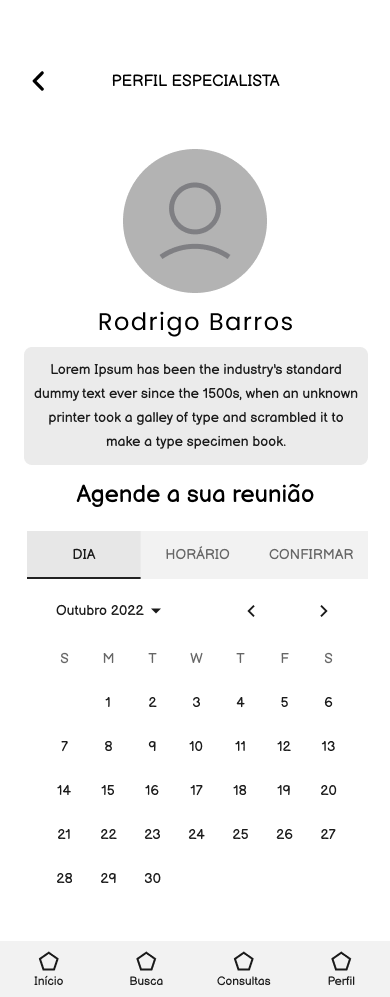 PERFIL ESPECIALISTA
Rodrigo Barros
Lorem Ipsum has been the industry's standard
dummy text ever since the 1500s, when an unknown
printer took a galley of type and scrambled it to
make a type specimen book.
Agende a sua reunião
DIA HORÁRIO CONFIRMAR
Outubro 2022
S M T W T F S
1 2 3 4 5 6
7 8 9 10 11 12 13
14 15 16 17 18 19 20
21 22 23 24 25 26 27
28 29 30
Início Busca Consultas Perfil